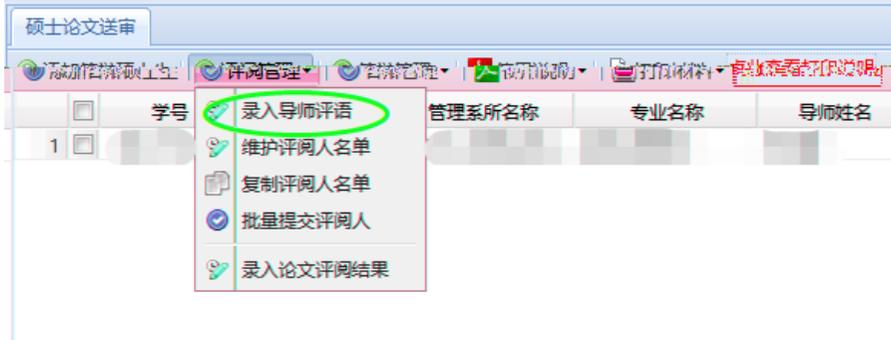 硕士论文送审
评阅管理
学号 管理系所名称 专业名称 导师姓名
录入导师评语
1
维护评阅人名单
复制评阅人名单
批量提交评阅人
录入论文评阅结果